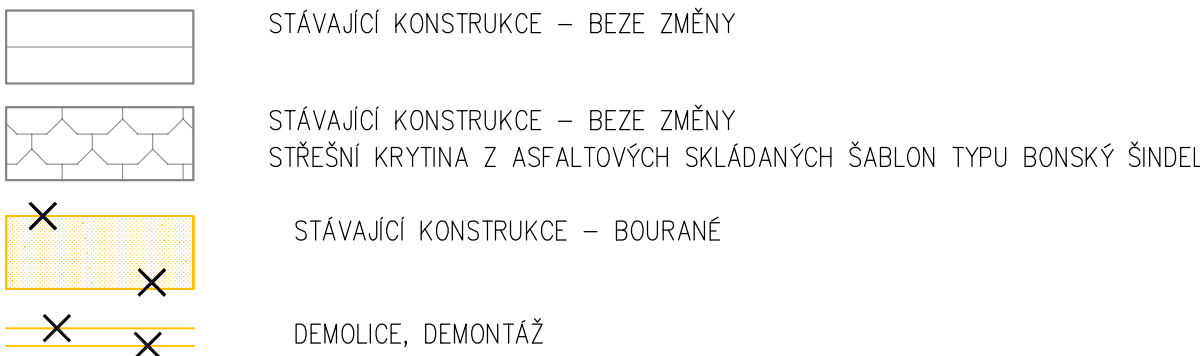 STÁVAJÍCÍ KONSTRUKCE – BEZE ZMĚNY
STÁVAJÍCÍ KONSTRUKCE – BEZE ZMĚNY
STŘEŠNÍ KRYTINA Z ASFALTOVÝCH SKLÁDANÝCH ŠABLON TYPU BONSKÝ ŠINDEL
STÁVAJÍCÍ KONSTRUKCE – BOURANÉ
DEMOLICE, DEMONTÁŽ